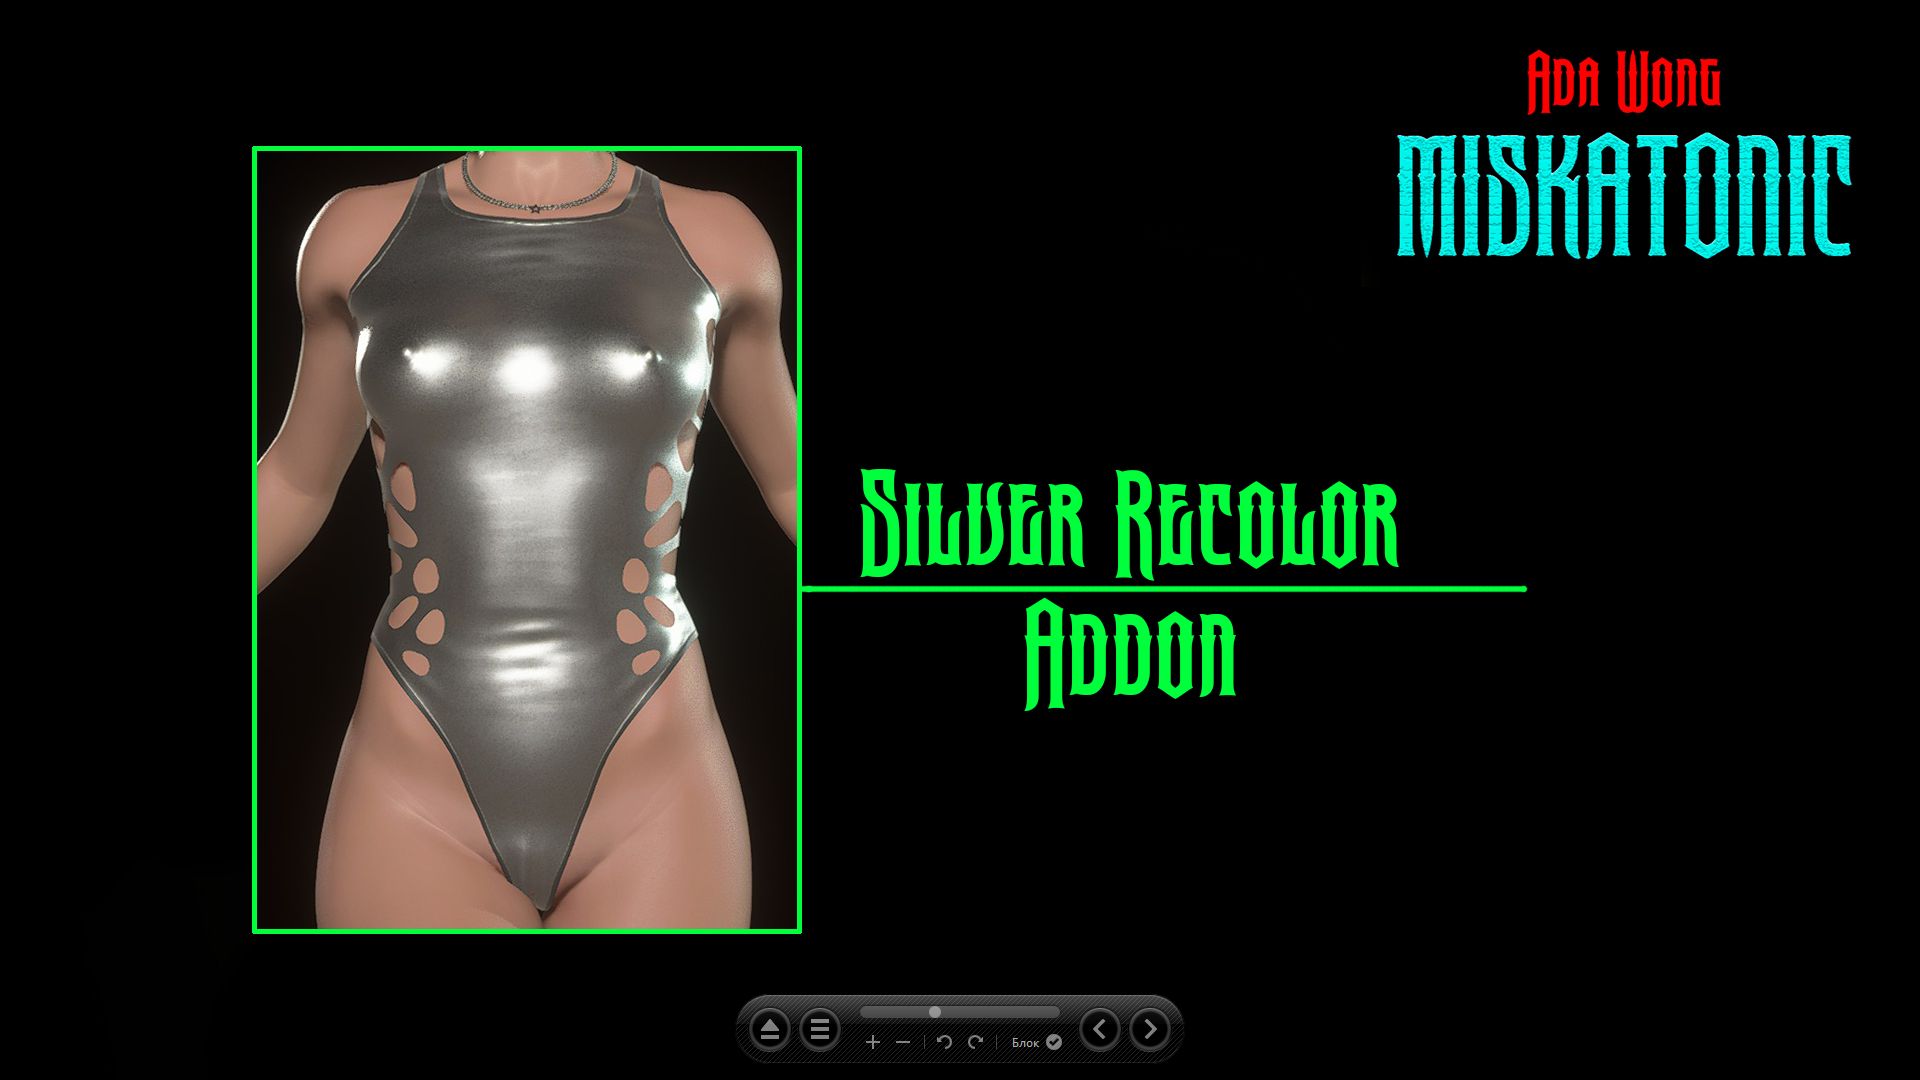 Ada Wong
MISKATONIC
Silver Recolor
Addon
Блок